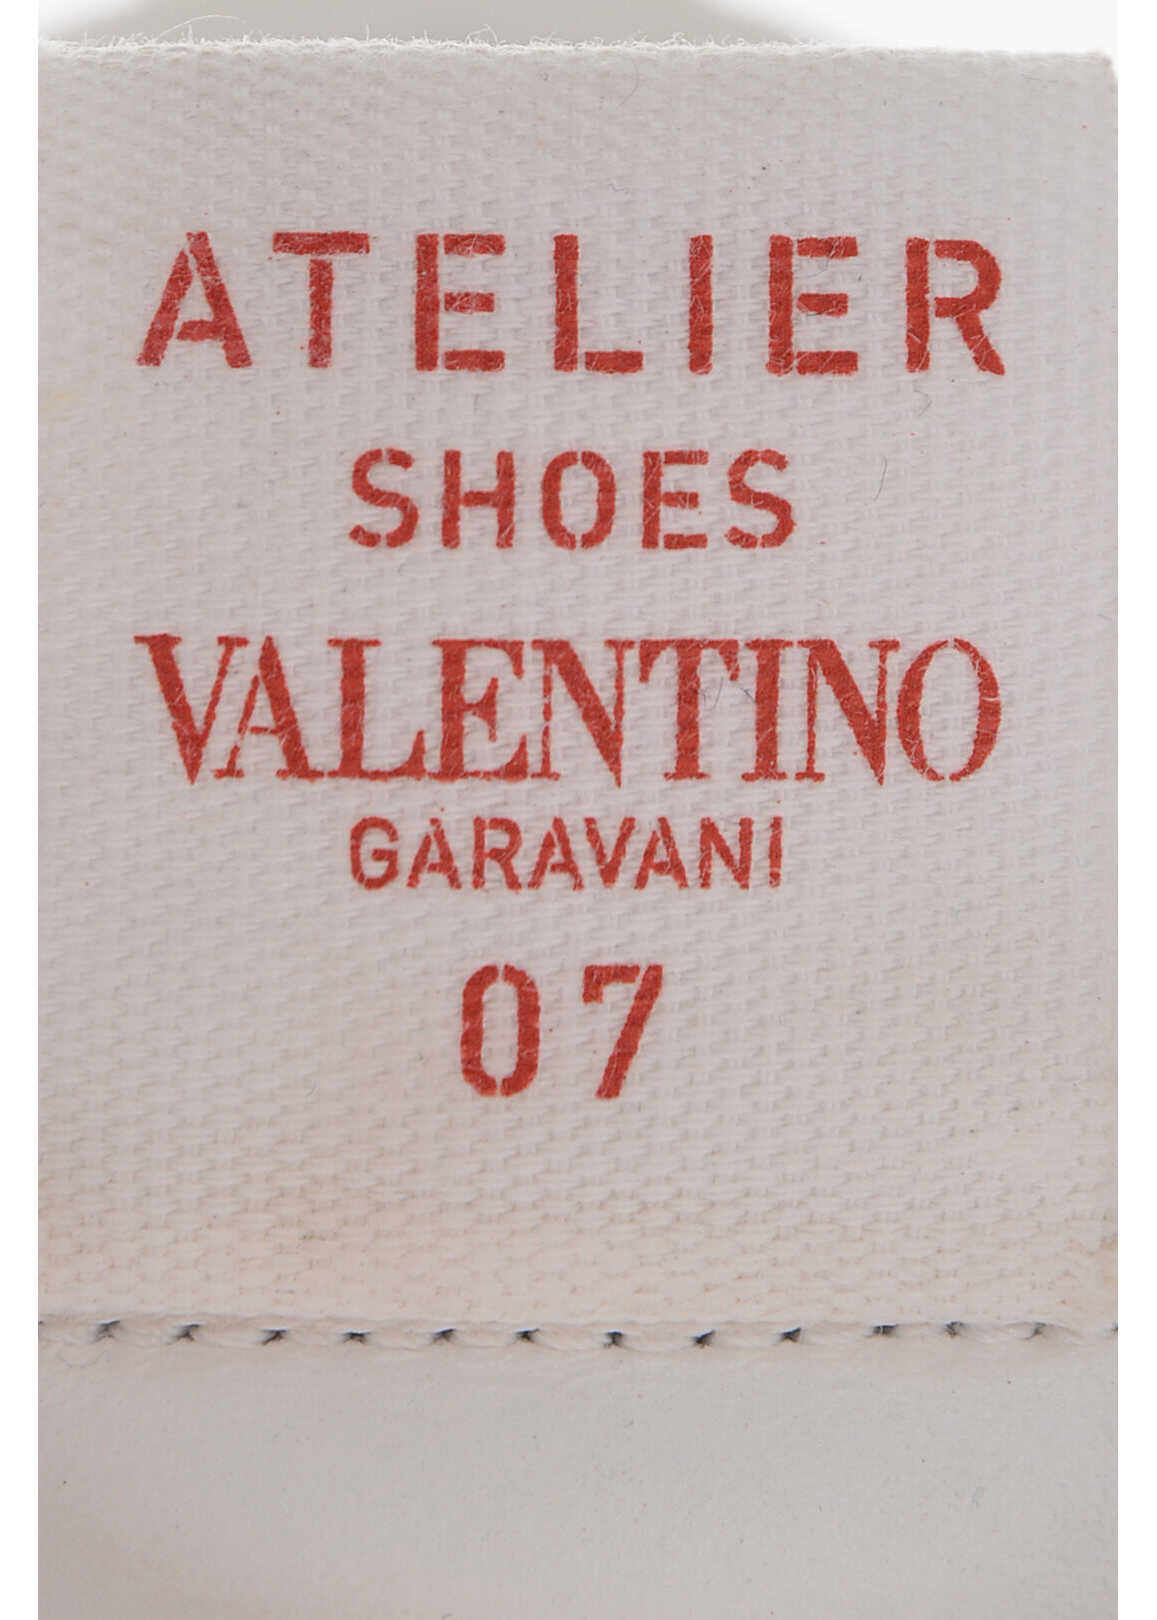 ATELIER
SHOES
VALENTINO
GARAVANI
07